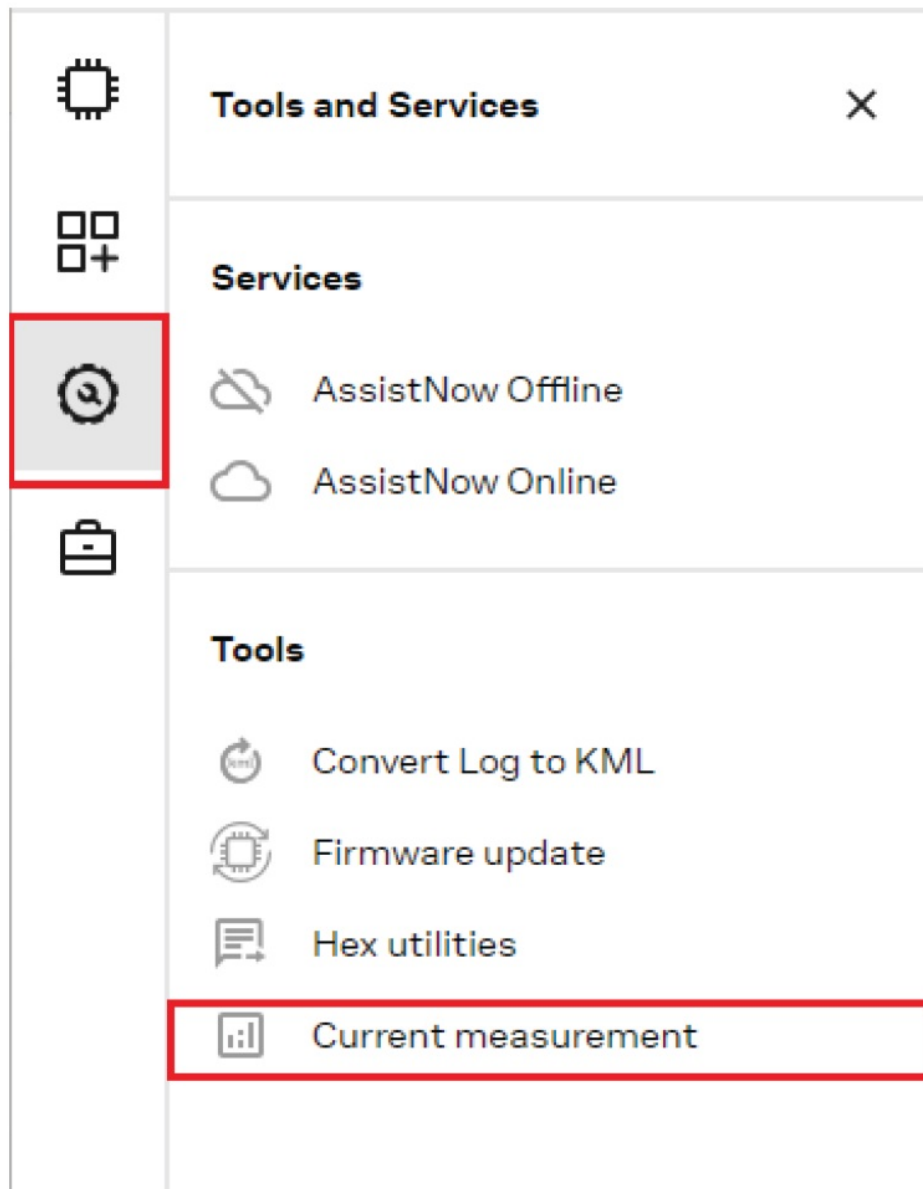 Tools and Services
Services
AssistNow Offline
AssistNow Online
Tools
Convert Log to KML
Firmware update
Hex utilities
Current measurement